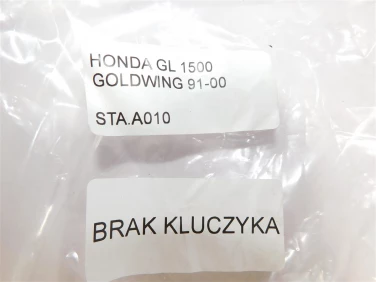 HONDA GL 1500
GOLDWING 91-00
STA.A010
BRAK KLUCZYKA